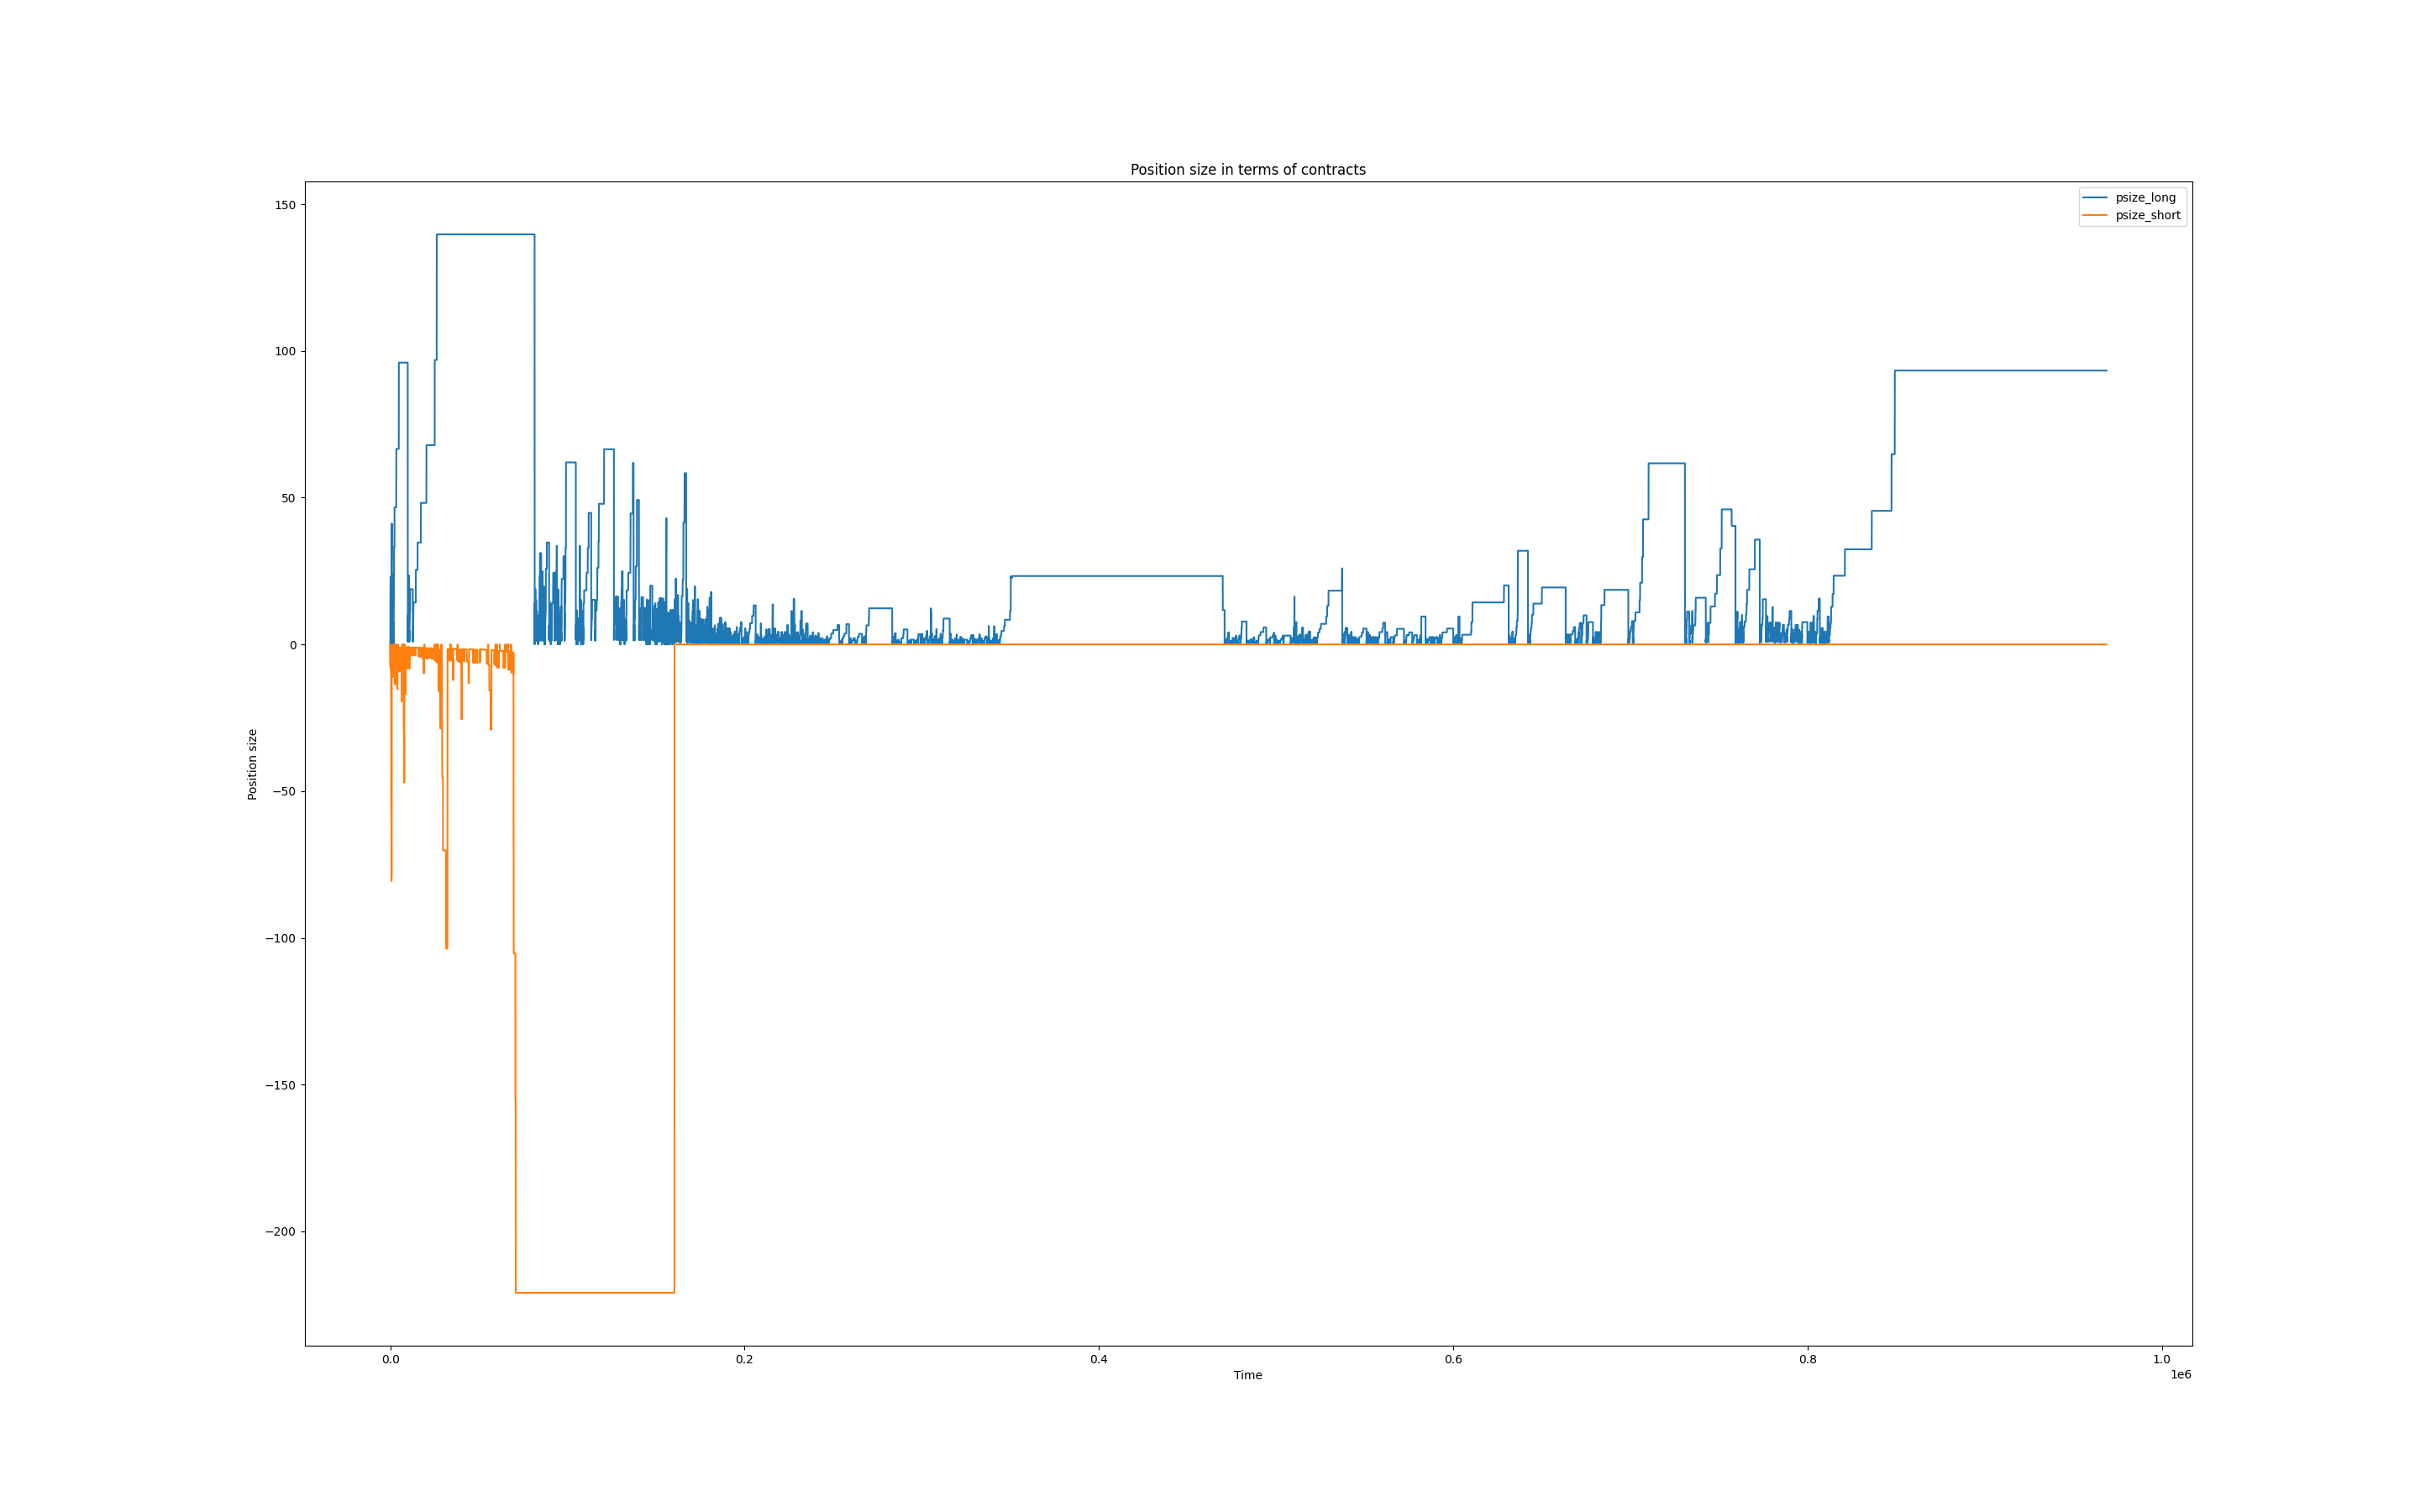 Position size in terms of contracts
psize_long
psize_short
150
100
50
0
−50
−100
−150
−200
Position size
0.0
0.2
0.4
0.6
0.8
1.0
1e6
Time